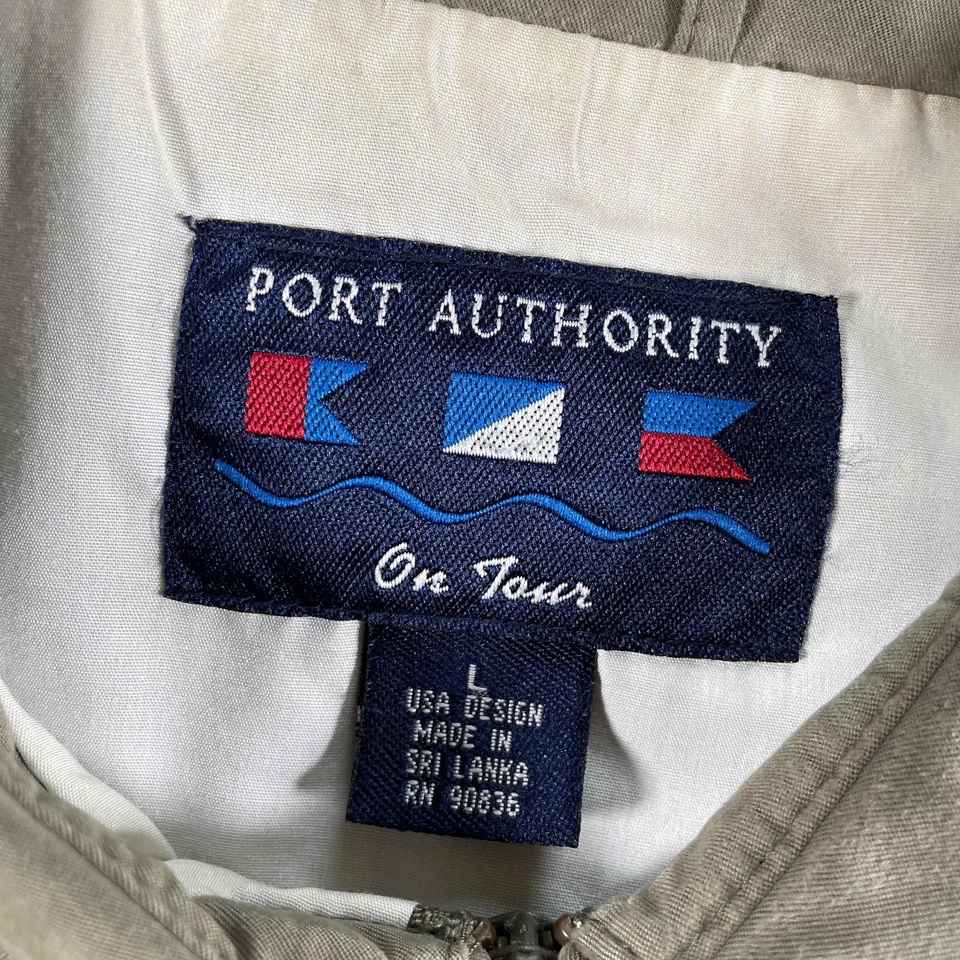 PORT AUTHORITY
On Tour
L
USA DESIGN
MADE IN
SRI LANKA
RN 90836